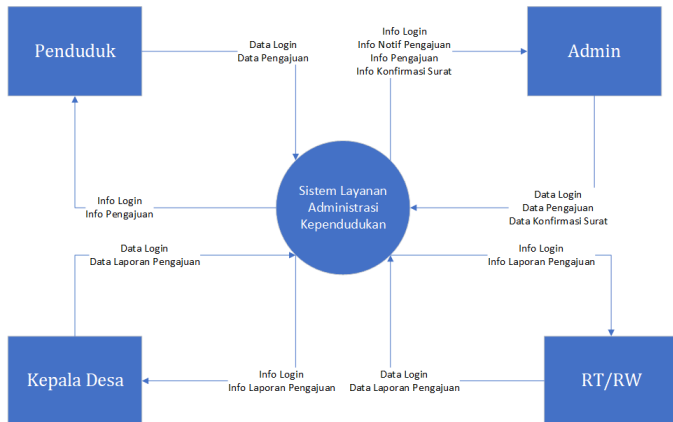 Penduduk
Data Login
Data Pengajuan
Info Login
Info Notif Pengajuan
Info Pengajuan
Info Konfirmasi Surat
Admin
Info Login
Info Pengajuan
Sistem Layanan
Administrasi
Kependudukan
Data Login
Data Pengajuan
Data Konfirmasi Surat
Data Login
Data Laporan Pengajuan
Info Login
Info Laporan Pengajuan
Kepala Desa
Info Login
Info Laporan Pengajuan
Data Login
Data Laporan Pengajuan
RT/RW